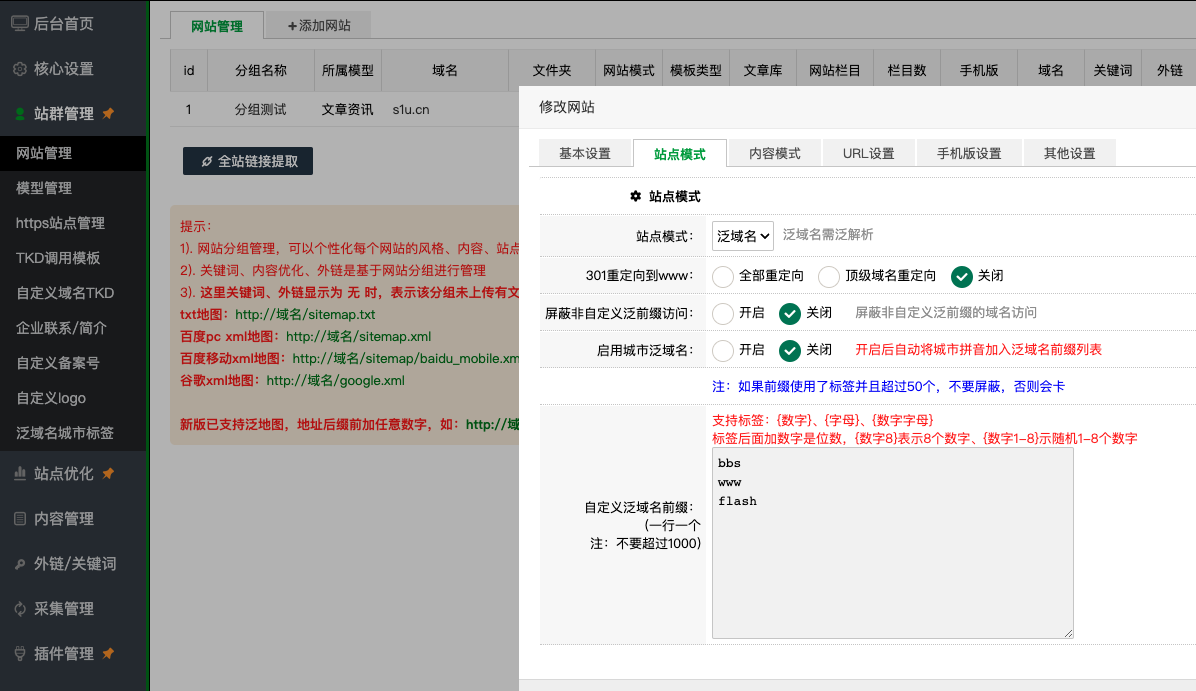 后台首页
核心设置
站群管理
网站管理
模型管理
https站点管理
TKD调用模板
自定义域名TKD
企业联系/简介
自定义备案号
自定义logo
泛域名城市标签
站点优化
内容管理
外链/关键词
采集管理
插件管理
网站管理
+添加网站
id 分组名称 所属模型 域名 文件夹 网站模式 模板类型 文章库 网站栏目 栏目数 手机版 域名 关键词 外链
1 分组测试 文章资讯 s1u.cn
全站链接提取
提示:
1). 网站分组管理，可以个性化每个网站的风格、内容、站点
2). 关键词、内容优化、外链是基于网站分组进行管理
3). 这里关键词、外链显示为 无 时，表示该分组未上传有文
txt地图：http://域名/sitemap.txt
百度pc xml地图：http://域名/sitemap.xml
百度移动xml地图：http://域名/sitemap/baidu_mobile.xm
谷歌xml地图：http://域名/google.xml
新版已支持泛地图，地址后缀前加任意数字，如：http://域
修改网站
基本设置 站点模式 内容模式 URL设置 手机版设置 其他设置
站点模式
站点模式： 泛域名 泛域名需泛解析
301重定向到www： 全部重定向 顶级域名重定向 关闭
屏蔽非自定义泛前缀访问： 开启 关闭 屏蔽非自定义泛前缀的域名访问
启用城市泛域名： 开启 关闭 开启后自动将城市拼音加入泛域名前缀列表
注：如果前缀使用了标签并且超过50个，不要屏蔽，否则会卡
支持标签：{数字}、{字母}、{数字字母}
标签后面加数字是位数，{数字8}表示8个数字、{数字1-8}示随机1-8个数字
自定义泛域名前缀：
(一行一个
注：不要超过1000)
bbs
www
flash